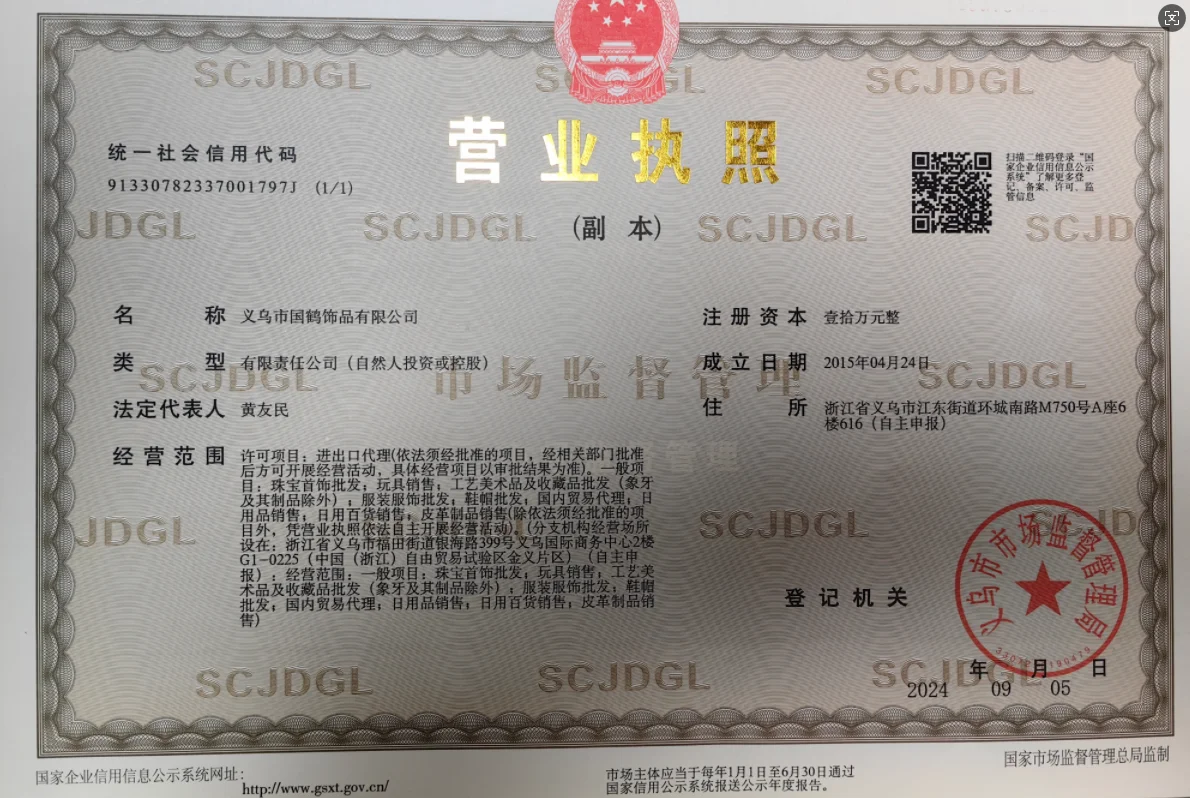 SCJDGL SCJDGL SCJDGL
营业执照
(副 本)
统一社会信用代码
91330782337001797J (1/1)
扫描二维码登录“国
家企业信用信息公示
系统”了解更多登
记、备案、许可、监
管信息
JDGL SCJDGL SCJDGL SCJD
名 称 义乌市国鹤饰品有限公司
类 型 有限责任公司（自然人投资或控股）
法定代表人 黄友民
经营范围 许可项目：进出口代理(依法须经批准的项目，经相关部门批准
后方可开展经营活动，具体经营项目以审批结果为准)。一般项
目：珠宝首饰批发；玩具销售；工艺美术品及收藏品批发（象牙
及其制品除外）；服装服饰批发；鞋帽批发；国内贸易代理；日
用品销售；日用百货销售；皮革制品销售(除依法须经批准的项
目外，凭营业执照依法自主开展经营活动)。（分支机构经营场所
设在：浙江省义乌市福田街道银海路399号义乌国际商务中心2楼
G1-0225（中国（浙江）自由贸易试验区金义片区）（自主申
报）；经营范围：一般项目：珠宝首饰批发；玩具销售；工艺美
术品及收藏品批发（象牙及其制品除外）；服装服饰批发；鞋帽
批发；国内贸易代理；日用品销售；日用百货销售；皮革制品销
售）
注册资本 壹拾万元整
成立日期 2015年04月24日
住 所 浙江省义乌市江东街道环城南路M750号A座6
楼616（自主申报）
SCJDGL 市场监督管理 SCJDGL
管理
JDGL SCJDGL SCJD
登记机关
义乌市市场监督管理局
年 月 日
2024 09 05
SCJDGL SCJDGL SCJDGL
国家企业信用信息公示系统网址：
http://www.gsxt.gov.cn/
市场主体应当于每年1月1日至6月30日通过
国家信用公示系统报送公示年度报告。
国家市场监督管理总局监制